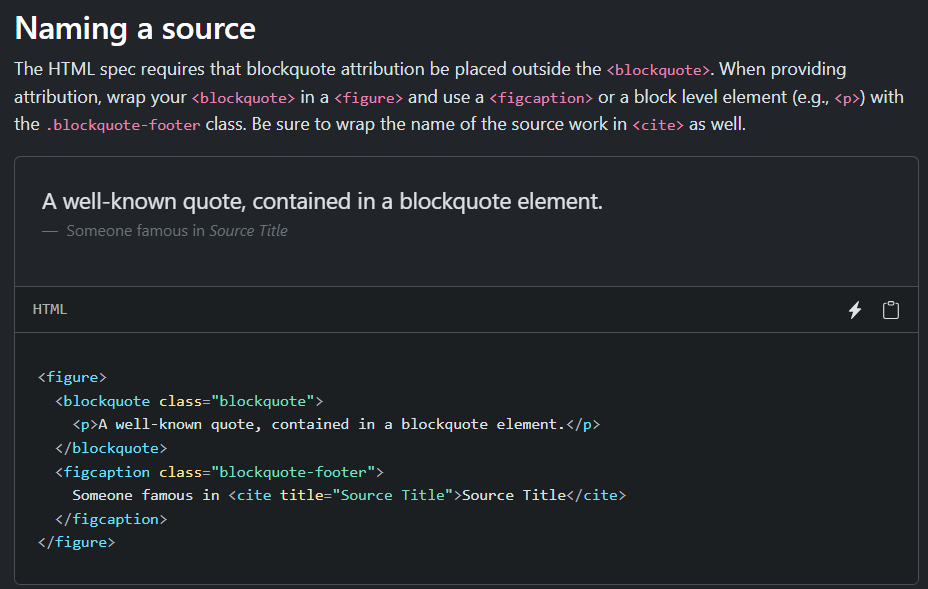 Naming a source
The HTML spec requires that blockquote attribution be placed outside the <blockquote>. When providing
attribution, wrap your <blockquote> in a <figure> and use a <figcaption> or a block level element (e.g., <p>) with
the .blockquote-footer class. Be sure to wrap the name of the source work in <cite> as well.
A well-known quote, contained in a blockquote element.
— Someone famous in Source Title
HTML
<figure>
  <blockquote class="blockquote">
    <p>A well-known quote, contained in a blockquote element.</p>
  </blockquote>
  <figcaption class="blockquote-footer">
    Someone famous in <cite title="Source Title">Source Title</cite>
  </figcaption>
</figure>